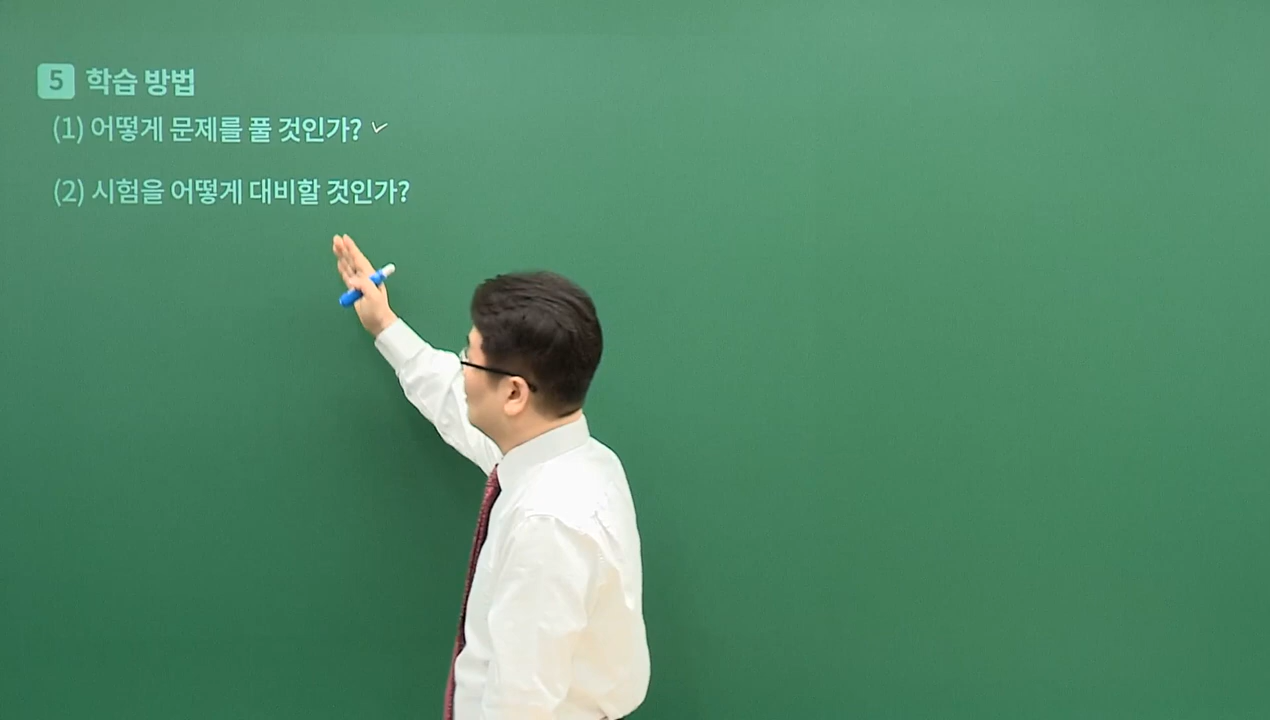 5 학습 방법
(1) 어떻게 문제를 풀 것인가?
(2) 시험을 어떻게 대비할 것인가?